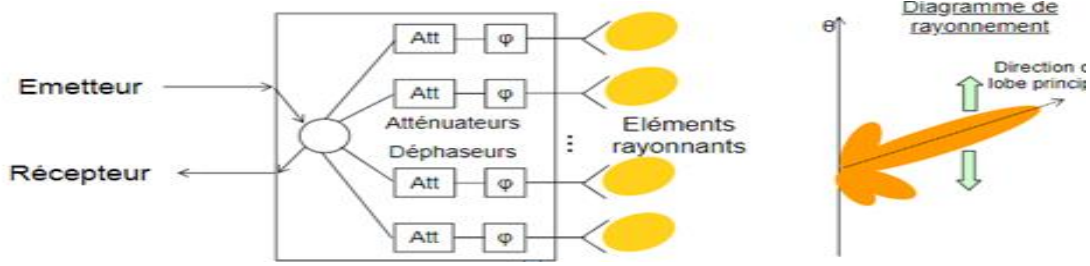 Emetteur
Récepteur
Att φ
Att φ
Atténuateurs
Déphaseurs
Att φ
Att φ
...
Eléments
rayonnants
θ
Diagramme de
rayonnement
Direction
lobe